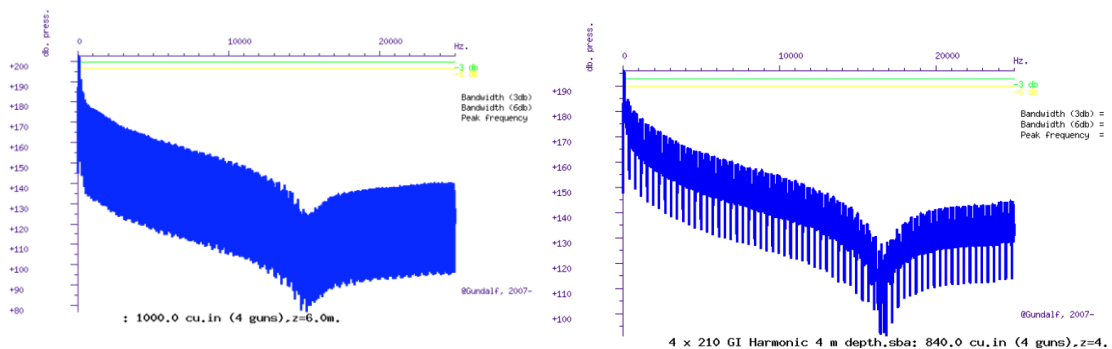 0 10000 20000 Hz.
db. press.
+200
+190
+180
+170
+160
+150
+140
+130
+120
+110
+100
+90
+80
-3 db
Bandwidth (3db)
Bandwidth (6db)
Peak frequency
@Gundalf, 2007-
: 1000.0 cu.in (4 guns),z=6.0m.
0 10000 20000 Hz.
db. press.
+190
+180
+170
+160
+150
+140
+130
+120
+110
+100
-3 db
Bandwidth (3db) =
Bandwidth (6db) =
Peak frequency =
@Gundalf, 2007-
4 x 210 GI Harmonic 4 m depth.sba: 840.0 cu.in (4 guns),z=4.